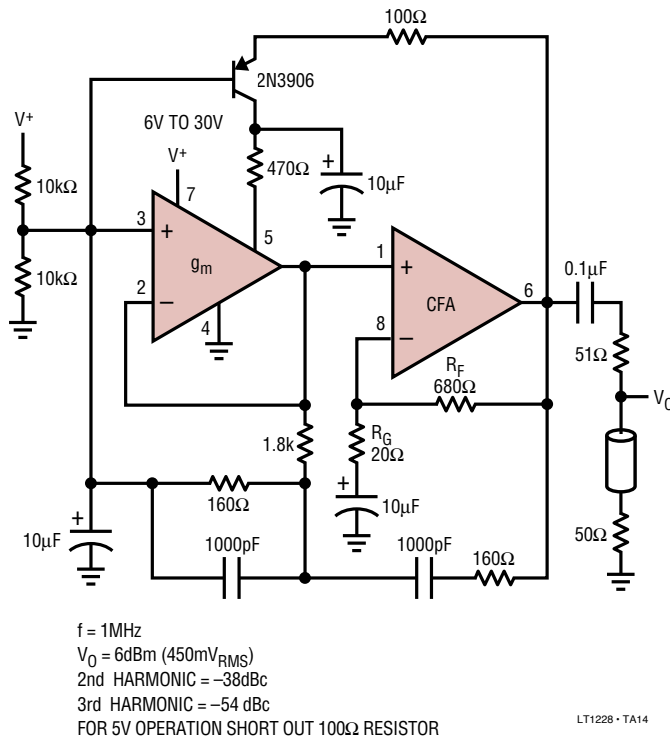 100Ω
2N3906
V+
6V TO 30V
10kΩ
10kΩ
V+
7
470Ω
+
10µF
3
+
gm
5
2
−
4
1
+
CFA
6
8
−
0.1µF
51Ω
VO
RF
680Ω
1.8k
RG
20Ω
160Ω
+
10µF
+
10µF
50Ω
1000pF
1000pF
160Ω
f = 1MHz
VO = 6dBm (450mVRMS)
2nd HARMONIC = –38dBc
3rd HARMONIC = –54 dBc
FOR 5V OPERATION SHORT OUT 100Ω RESISTOR
LT1228 • TA14